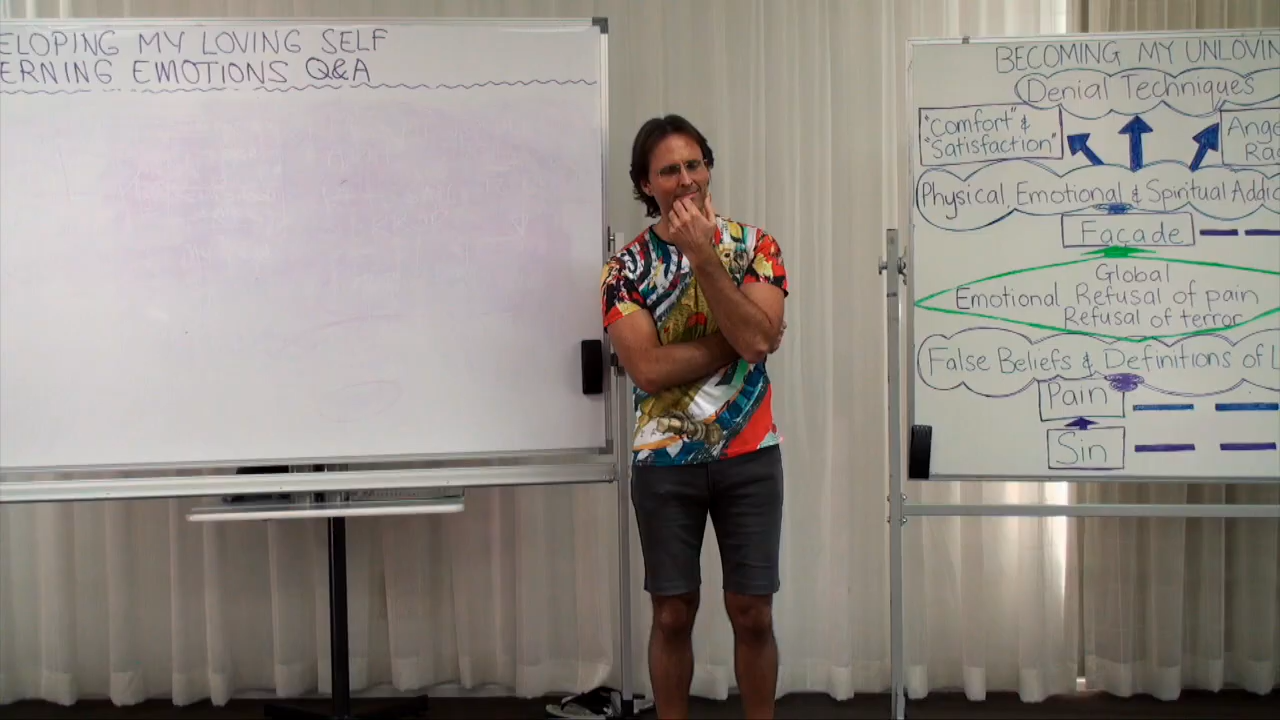 ELOPING MY LOVING SELF
ERNING EMOTIONS Q&A
BECOMING MY UNLOVIN
Denial Techniques
"Comfort" &
"Satisfaction"
Ange
Ra
Physical, Emotional & Spiritual Addic
Façade
Global
Emotional Refusal of pain
Refusal of terror
False Beliefs & Definitions of L
Pain
Sin